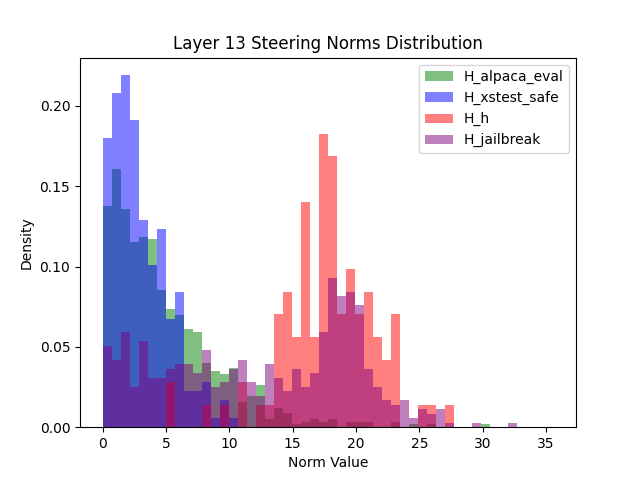 Layer 13 Steering Norms Distribution
H_alpaca_eval
H_xstest_safe
H_h
H_jailbreak
Density
0.20
0.15
0.10
0.05
0.00
0 5 10 15 20 25 30 35
Norm Value